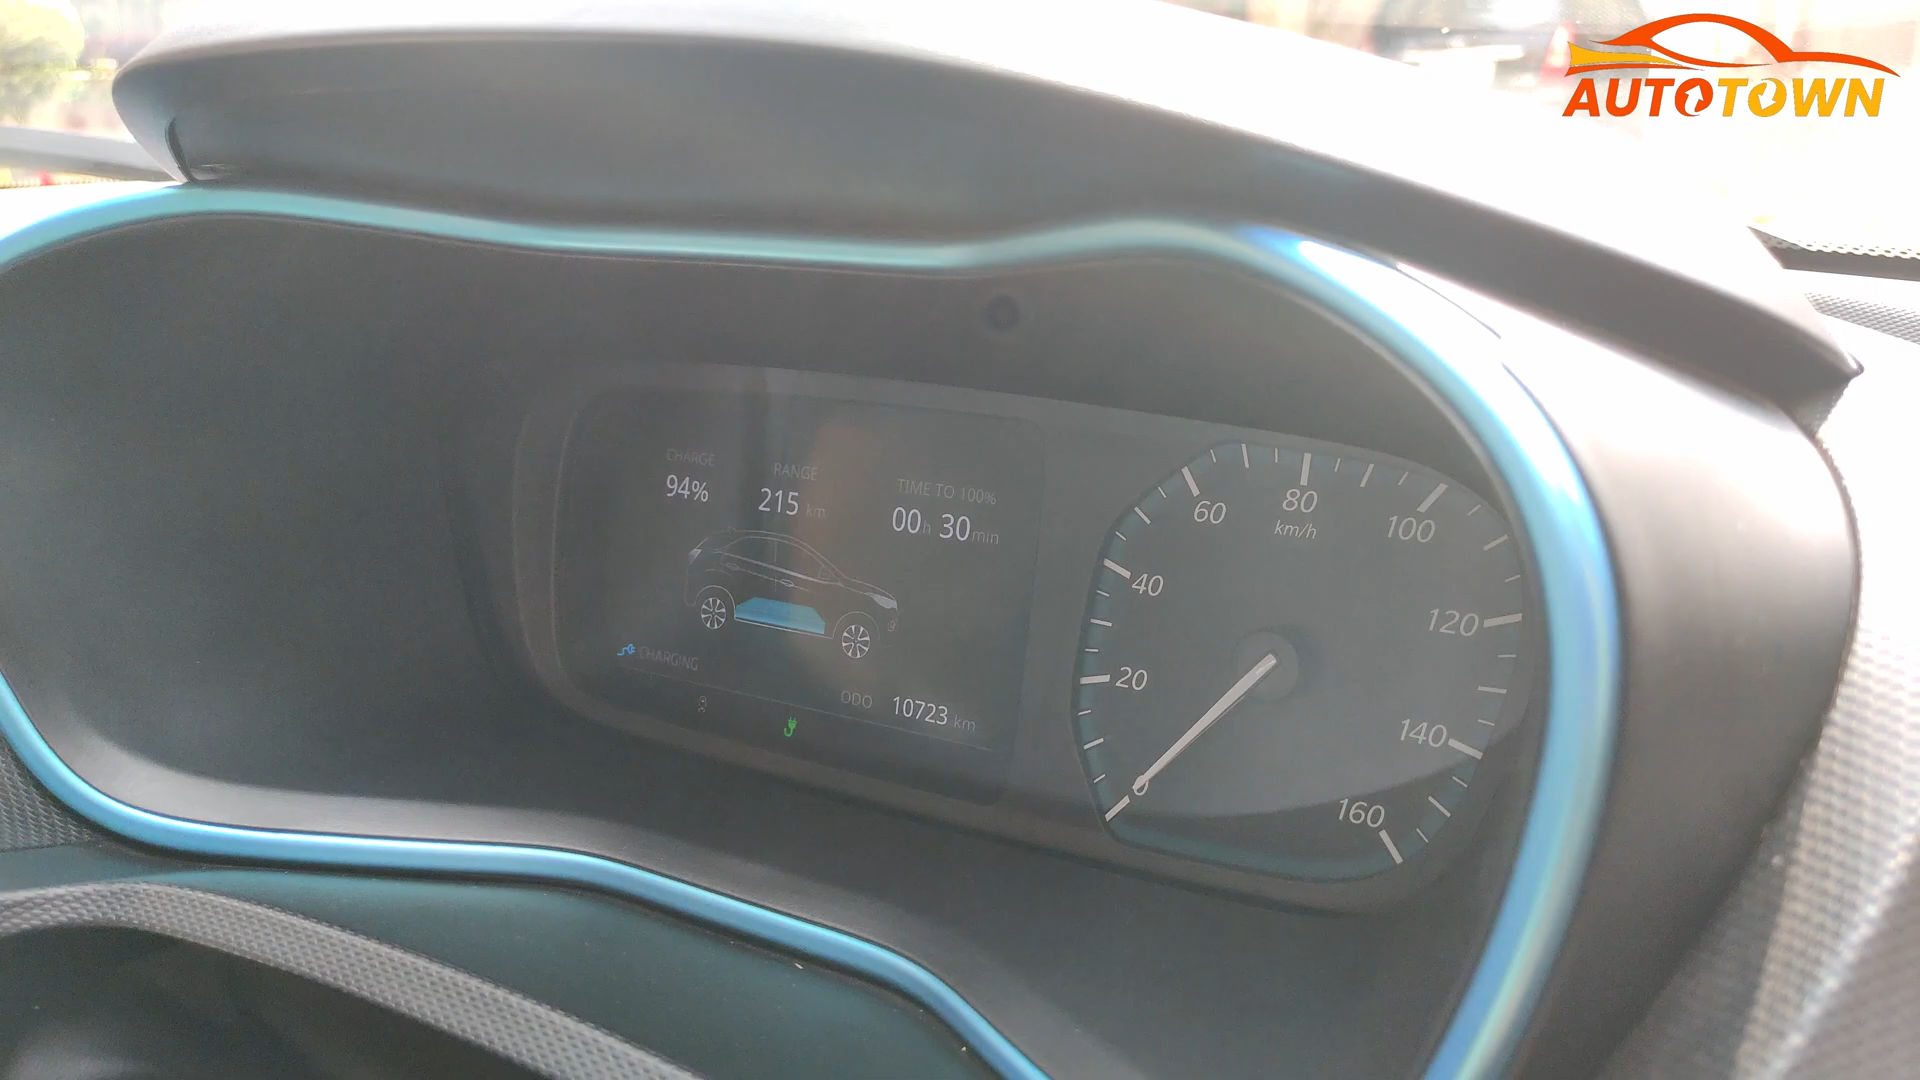 AUTOTOWN
CHARGE
94%
RANGE
215 km
TIME TO 100%
00h 30min
CHARGING
ODO 10723 km
0
20
40
60
80
km/h
100
120
140
160